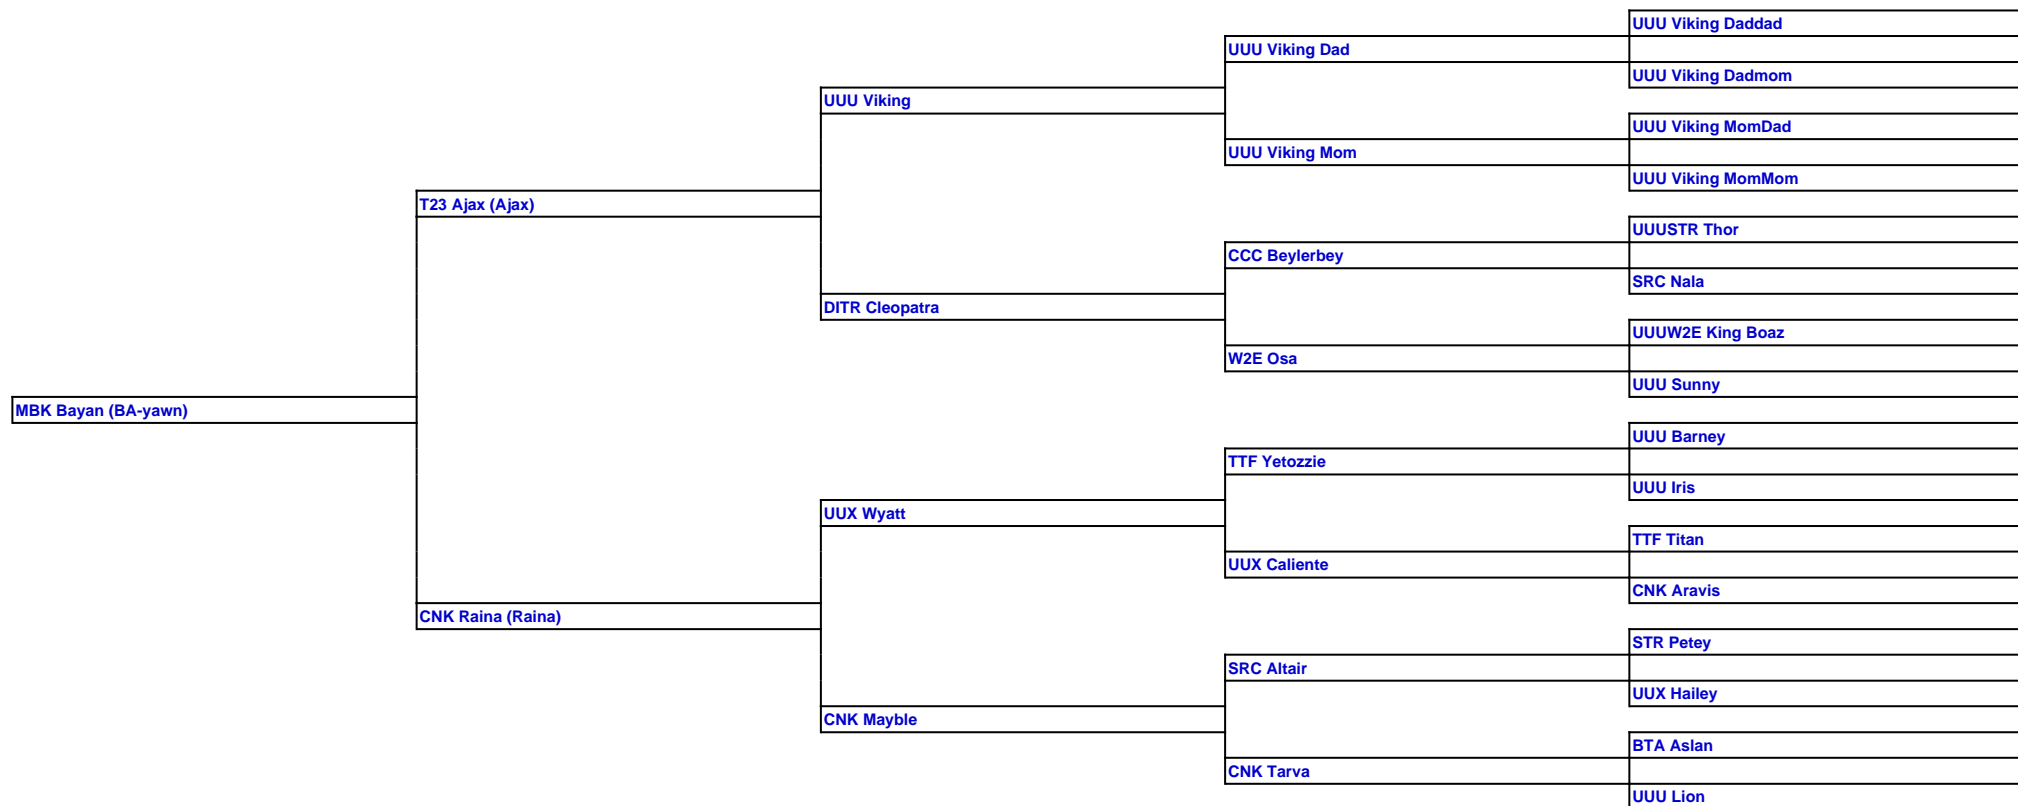 UUU Viking Daddad
UUU Viking Dad
UUU Viking Dadmom
UUU Viking
UUU Viking MomDad
UUU Viking Mom
UUU Viking MomMom
T23 Ajax (Ajax)
UUUSTR Thor
CCC Beylerbey
SRC Nala
DITR Cleopatra
UUUW2E King Boaz
W2E Osa
UUU Sunny
MBK Bayan (BA-yawn)
UUU Barney
TTF Yetozzie
UUU Iris
UUX Wyatt
TTF Titan
UUX Caliente
CNK Aravis
CNK Raina (Raina)
STR Petey
SRC Altair
UUX Hailey
CNK Mayble
BTA Aslan
CNK Tarva
UUU Lion